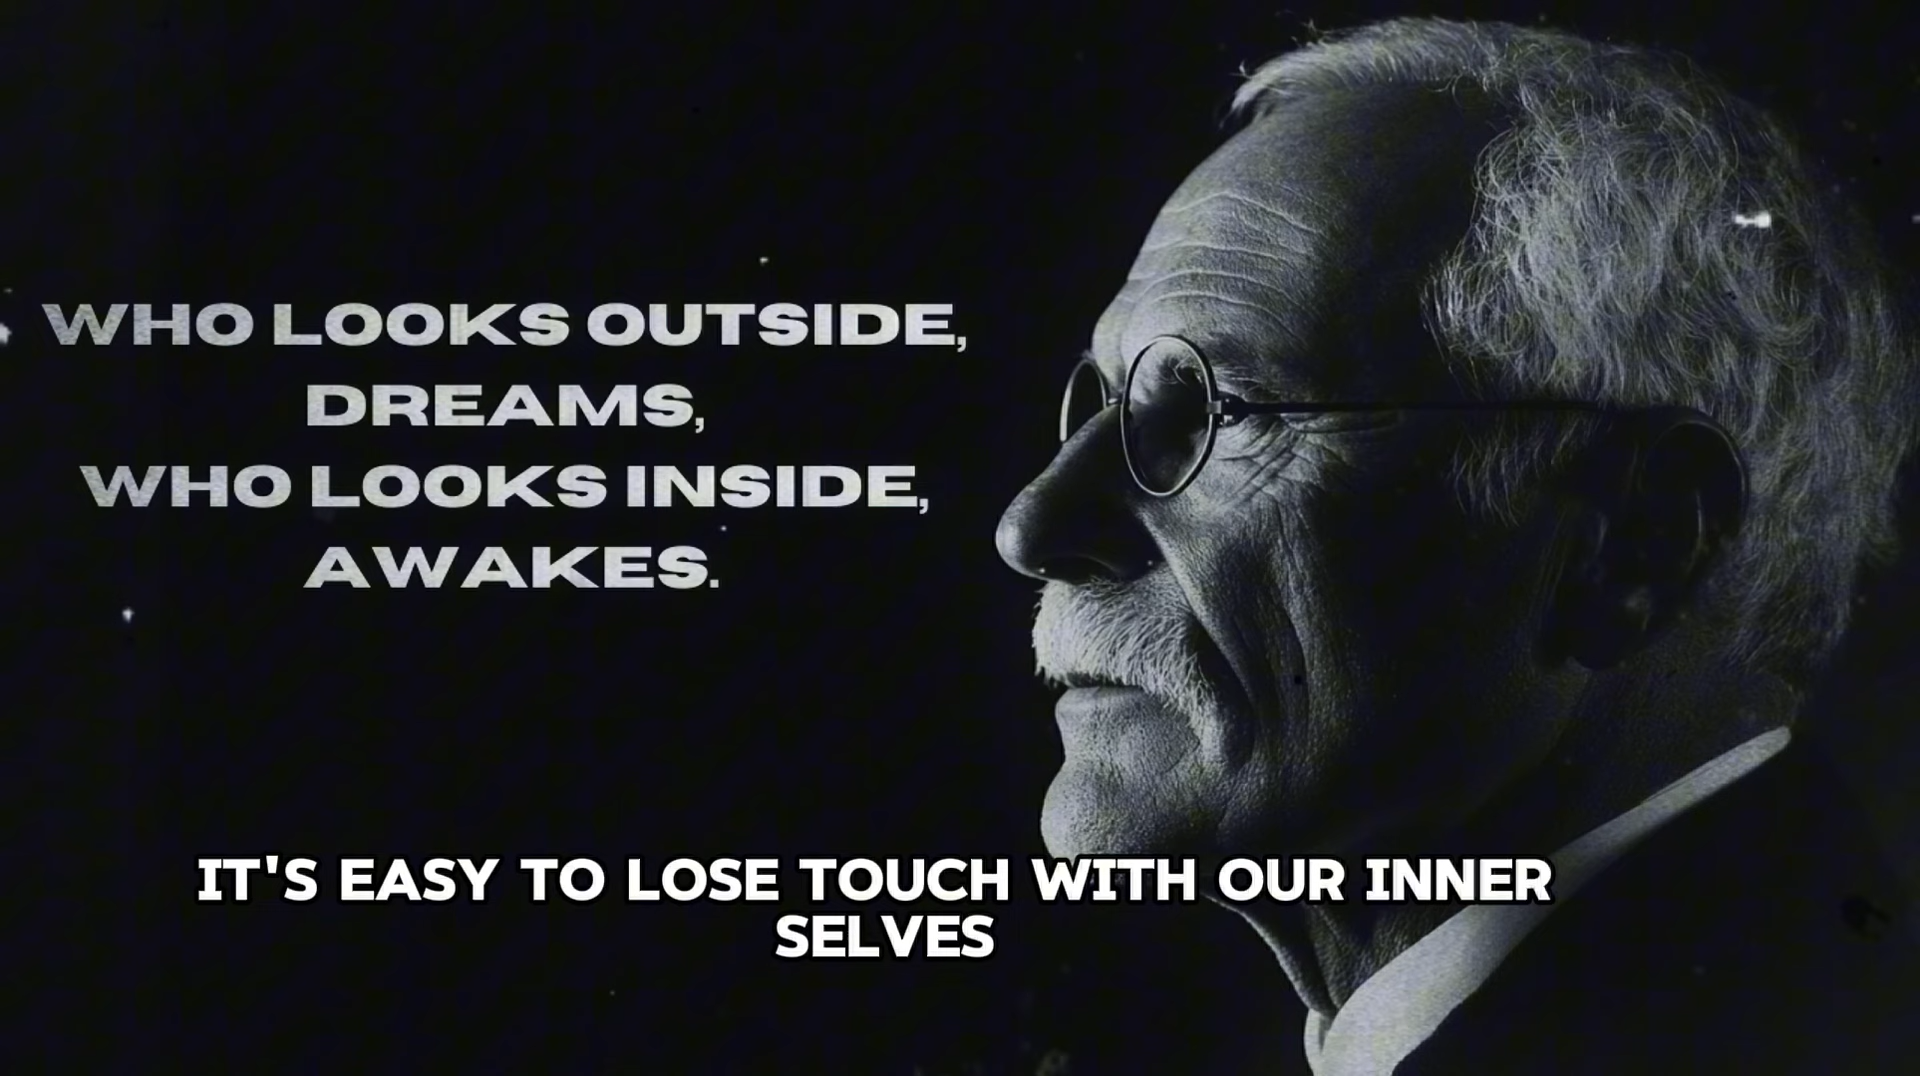 WHO LOOKS OUTSIDE,
DREAMS,
WHO LOOKS INSIDE,
AWAKES.
IT'S EASY TO LOSE TOUCH WITH OUR INNER
SELVES